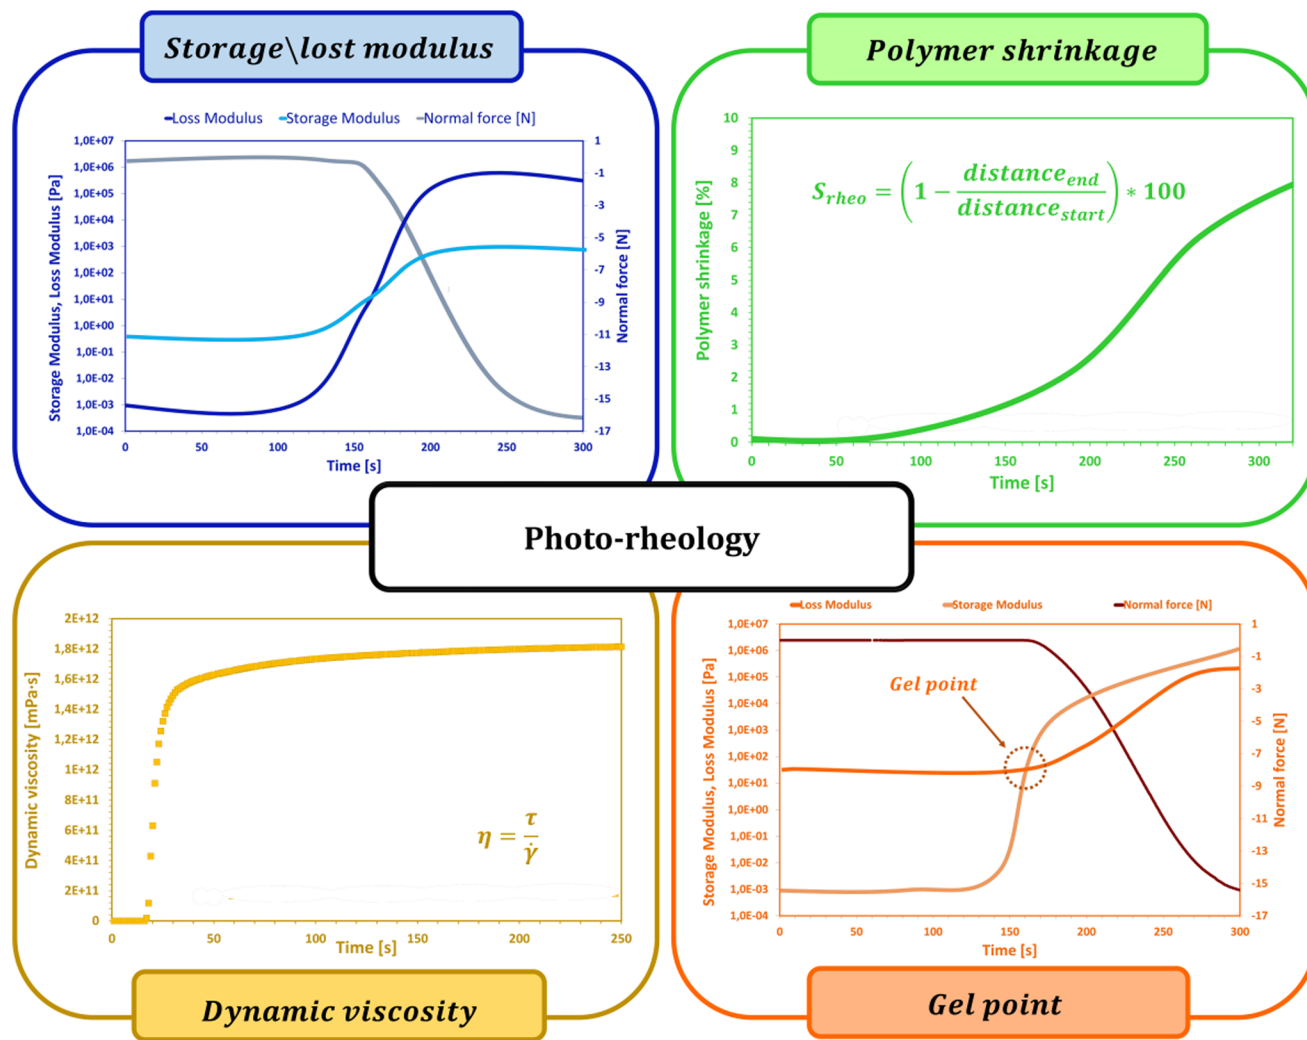 Storage\lost modulus
Loss Modulus Storage Modulus Normal force [N]
Storage Modulus, Loss Modulus [Pa]
1,0E+07
1,0E+06
1,0E+05
1,0E+04
1,0E+03
1,0E+02
1,0E+01
1,0E+00
1,0E-01
1,0E-02
1,0E-03
1,0E-04
1
-1
-3
-5
-7
-9
-11
-13
-15
-17
Normal force [N]
0 50 100 150 200 250 300
Time [s]
Polymer shrinkage
Polymer shrinkage [%]
10
9
8
7
6
5
4
3
2
1
0
S_rheo = (1 − distance_end / distance_start) * 100
0 50 100 150 200 250 300
Time [s]
Photo-rheology
Dynamic viscosity [mPa·s]
2E+12
1,8E+12
1,6E+12
1,4E+12
1,2E+12
1E+12
8E+11
6E+11
4E+11
2E+11
0
η = τ / γ̇
0 50 100 150 200 250
Time [s]
Dynamic viscosity
Loss Modulus Storage Modulus Normal force [N]
Storage Modulus, Loss Modulus [Pa]
1,0E+07
1,0E+06
1,0E+05
1,0E+04
1,0E+03
1,0E+02
1,0E+01
1,0E+00
1,0E-01
1,0E-02
1,0E-03
1,0E-04
Gel point
1
-1
-3
-5
-7
-9
-11
-13
-15
-17
Normal force [N]
0 50 100 150 200 250 300
Time [s]
Gel point